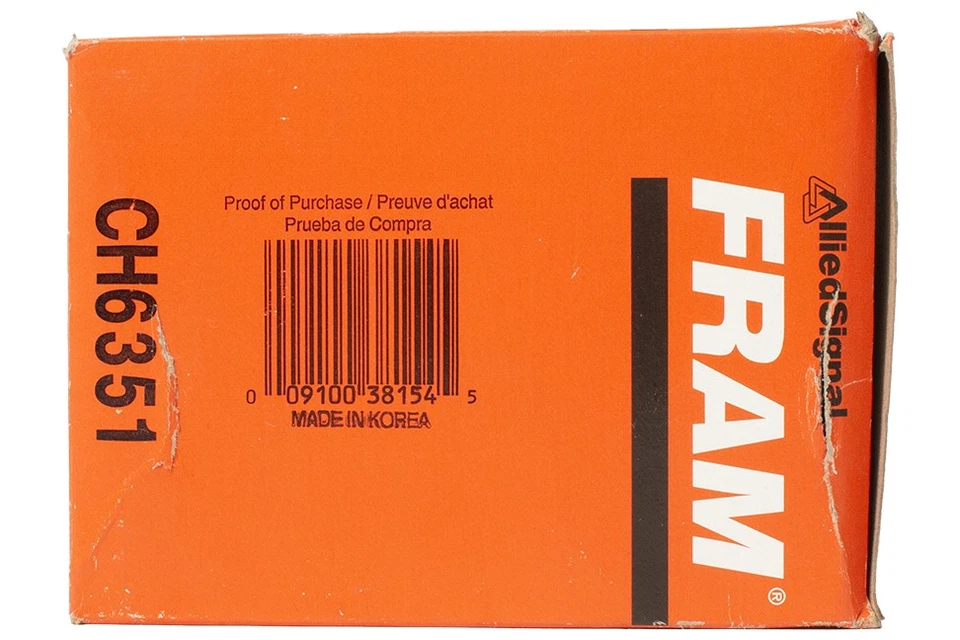 AlliedSignal
FRAM®
Proof of Purchase / Preuve d'achat
Prueba de Compra
0 09100 38154 5
MADE IN KOREA
CH6351